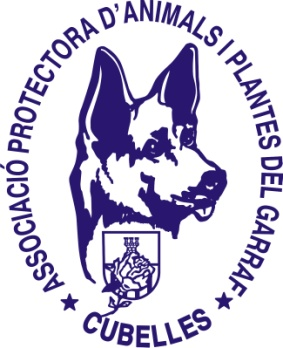 ASSOCIACIÓ PROTECTORA D'ANIMALS I PLANTES DEL GARRAF
CUBELLES